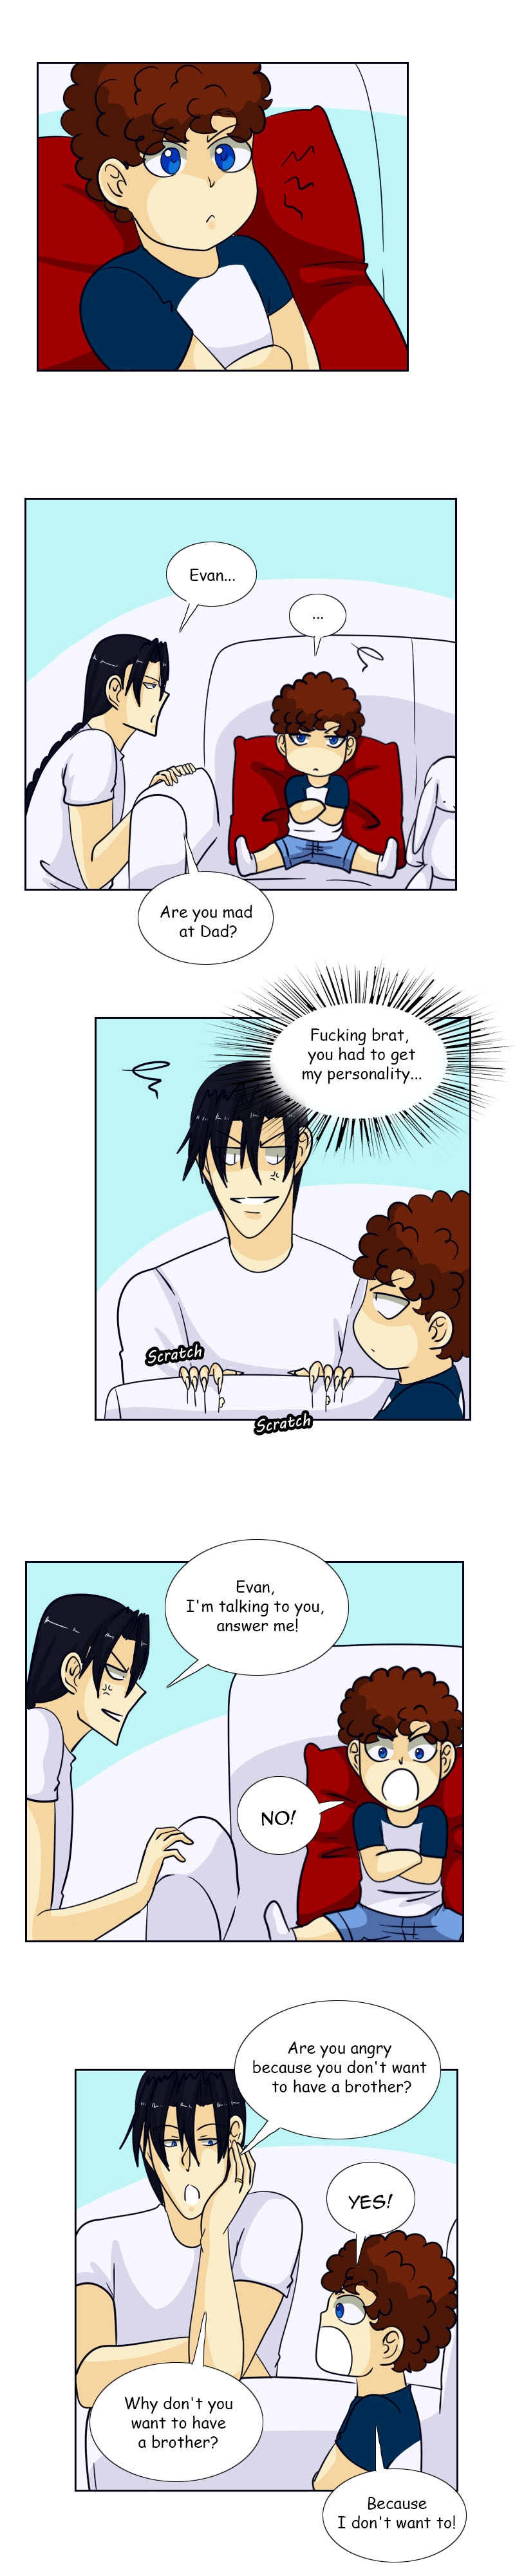 Evan...
...
Are you mad
at Dad?
Fucking brat,
you had to get
my personality...
Scratch
Scratch
Evan,
I'm talking to you,
answer me!
NO!
Are you angry
because you don't want
to have a brother?
YES!
Why don't you
want to have
a brother?
Because
I don't want to!